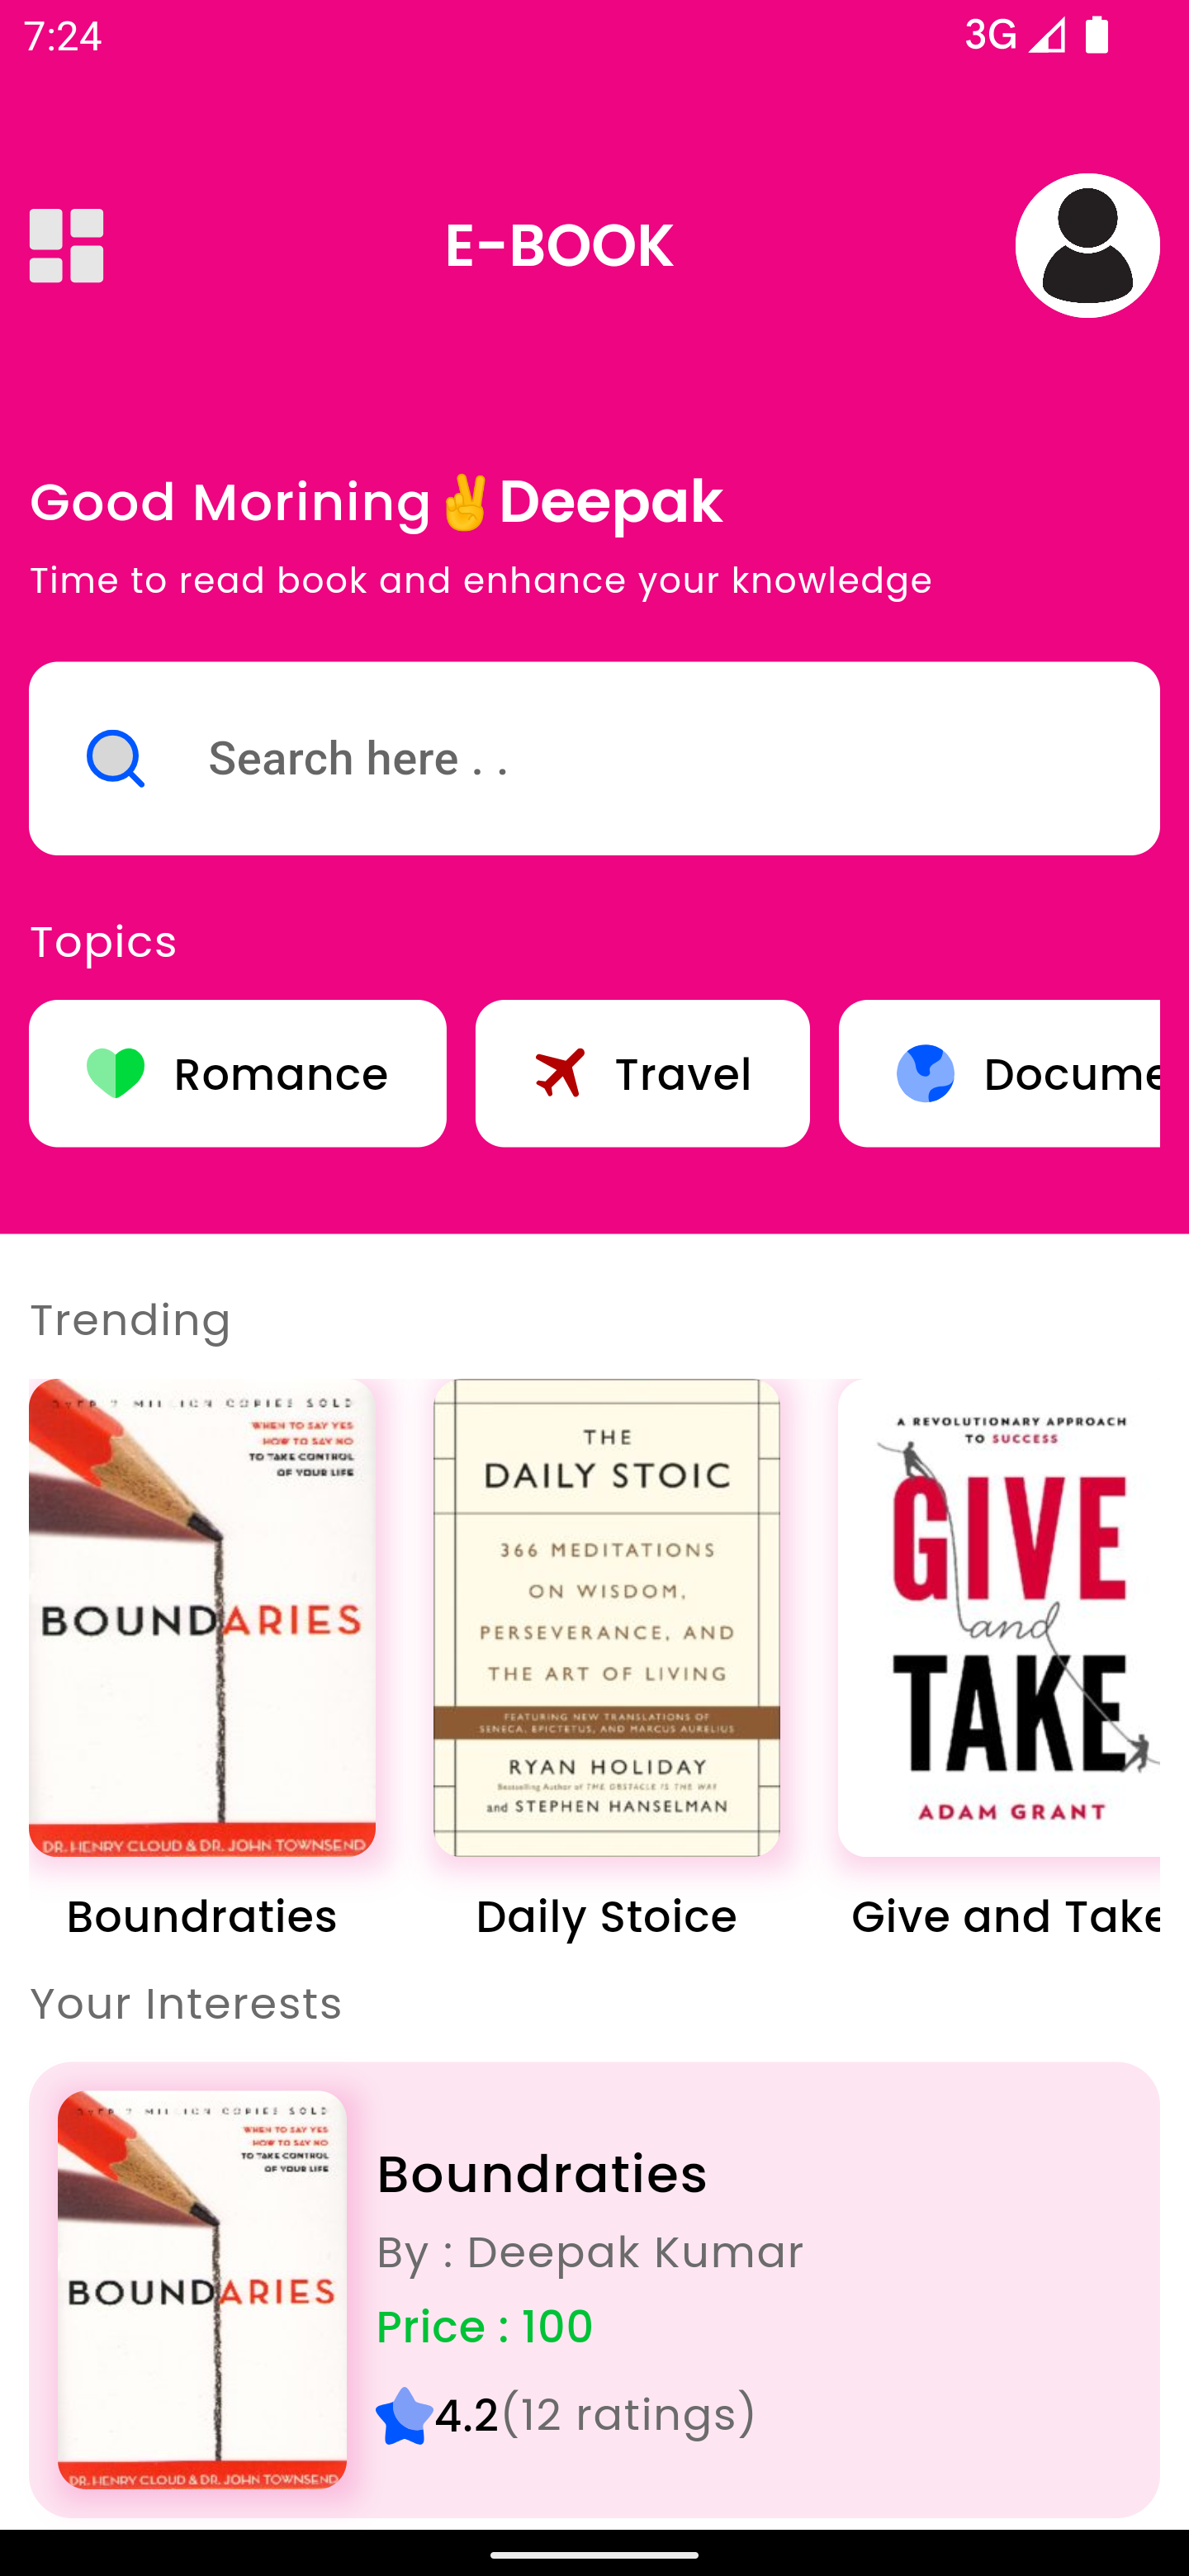 7:24
3G
E-BOOK
Good Morining✌Deepak
Time to read book and enhance your knowledge
Search here . .
Topics
Romance
Travel
Docume
Trending
OVER 2 MILLION COPIES SOLD
WHEN TO SAY YES
HOW TO SAY NO
TO TAKE CONTROL
OF YOUR LIFE
BOUNDARIES
DR. HENRY CLOUD & DR. JOHN TOWNSEND
THE
DAILY STOIC
366 MEDITATIONS
ON WISDOM,
PERSEVERANCE, AND
THE ART OF LIVING
FEATURING NEW TRANSLATIONS OF
SENECA, EPICTETUS, AND MARCUS AURELIUS
RYAN HOLIDAY
Bestselling Author of THE OBSTACLE IS THE WAY
and STEPHEN HANSELMAN
A REVOLUTIONARY APPROACH
TO SUCCESS
GIVE
and
TAKE
ADAM GRANT
Boundraties
Daily Stoice
Give and Take
Your Interests
OVER 2 MILLION COPIES SOLD
WHEN TO SAY YES
HOW TO SAY NO
TO TAKE CONTROL
OF YOUR LIFE
BOUNDARIES
DR. HENRY CLOUD & DR. JOHN TOWNSEND
Boundraties
By : Deepak Kumar
Price : 100
4.2(12 ratings)